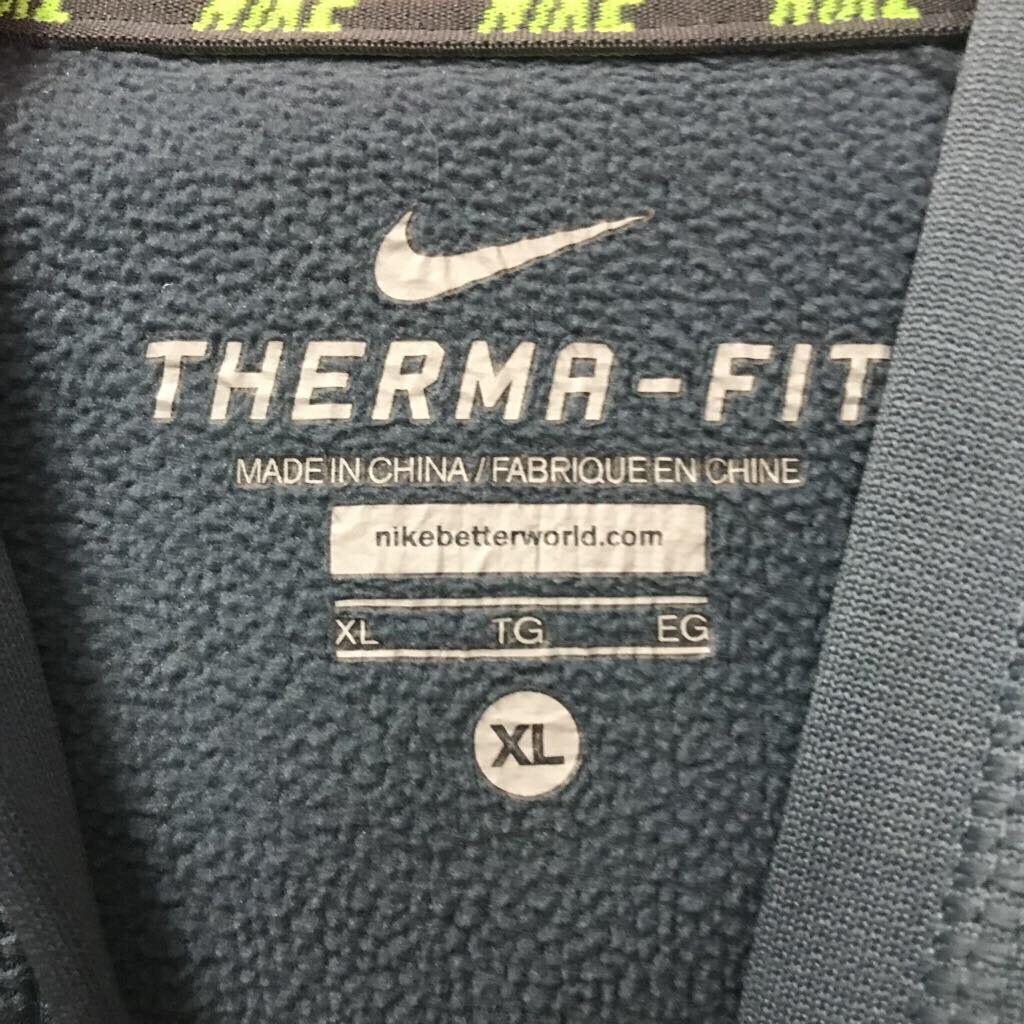 NIKE NIKE NIKE
THERMA-FIT
MADE IN CHINA / FABRIQUE EN CHINE
nikebetterworld.com
XL TG EG
XL